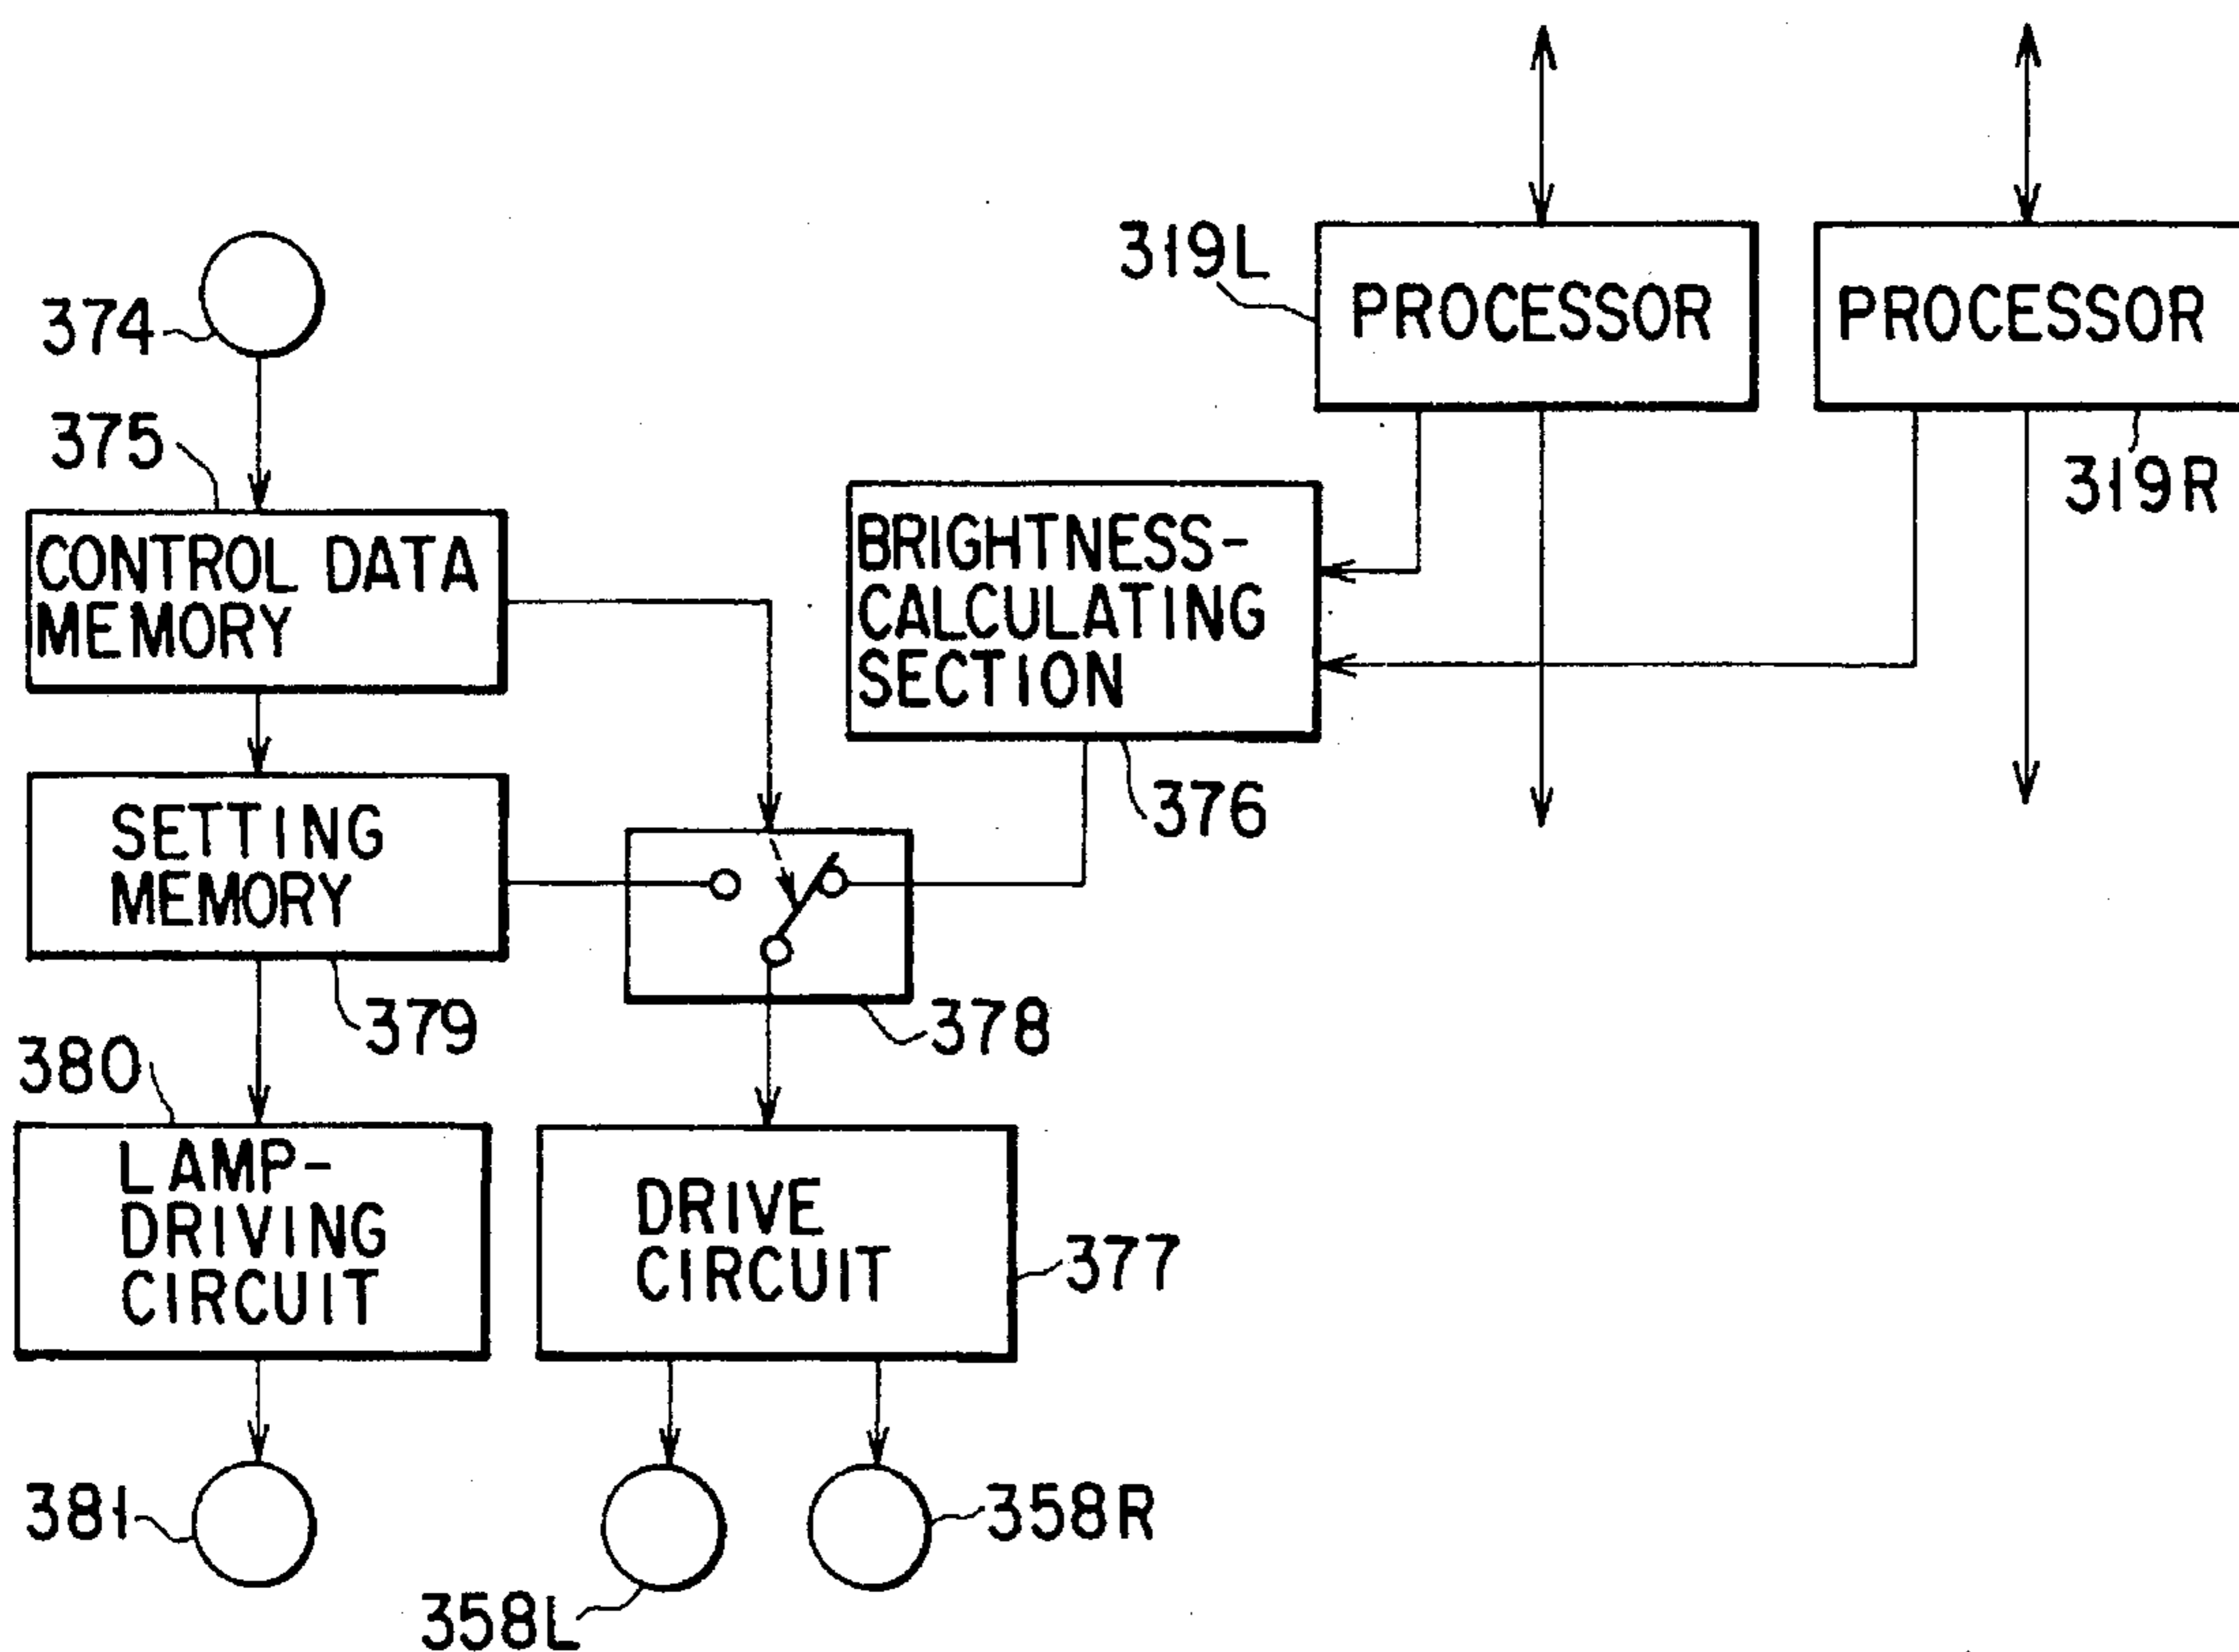 319L
PROCESSOR
PROCESSOR
374
375
319R
CONTROL DATA
MEMORY
BRIGHTNESS-
CALCULATING
SECTION
376
SETTING
MEMORY
379
378
380
LAMP-
DRIVING
CIRCUIT
DRIVE
CIRCUIT
377
381
358L
358R